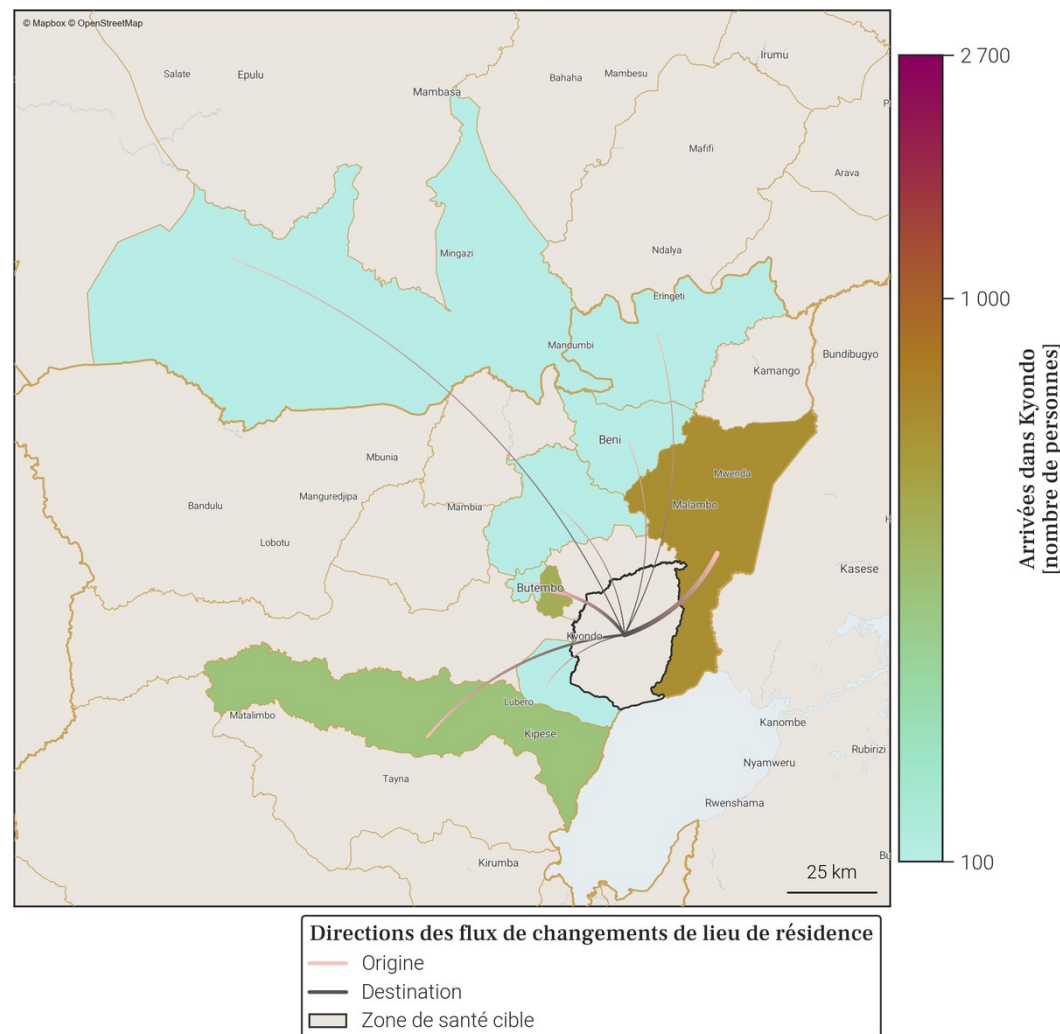 © Mapbox © OpenStreetMap
Irumu
Salate
Epulu
Bahaha
Mambesu
Mambasa
2 700
Mafifi
Arava
Mingazi
Ndalya
Eringeti
1 000
Mandumbi
Bundibugyo
Kamango
Beni
Mbunia
Mwenda
Manguredjipa
Bandulu
Mambia
Malambo
Lobotu
Kasese
Butembo
Kyondo
Lubero
Matalimbo
Kipese
Kanombe
Rubirizi
Tayna
Nyamweru
Rwenshama
Kirumba
Bu
100
25 km
Arrivées dans Kyondo
[nombre de personnes]
Directions des flux de changements de lieu de résidence
Origine
Destination
Zone de santé cible